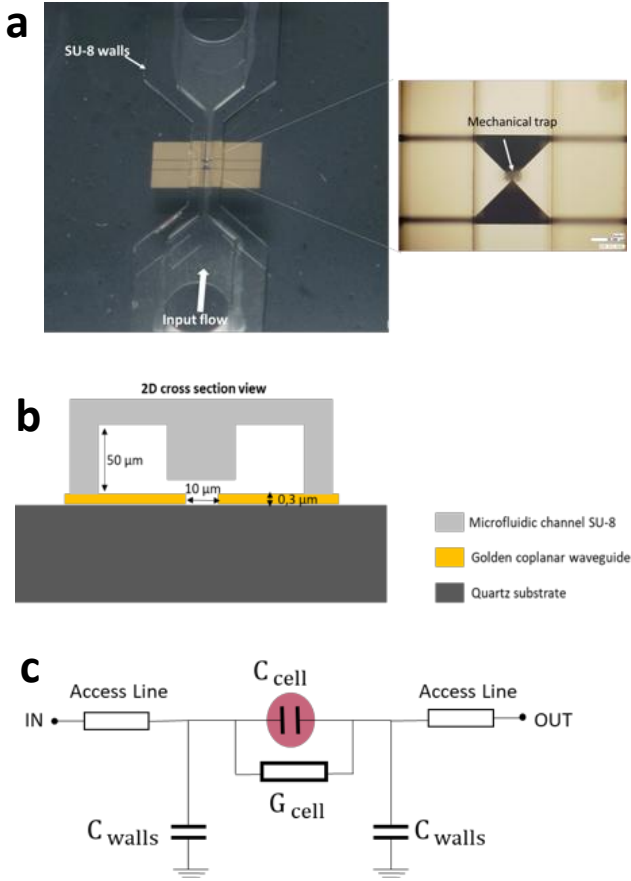 a
SU-8 walls
Mechanical trap
Input flow
2D cross section view
b
50 μm
10 μm
0,3 μm
Microfluidic channel SU-8
Golden coplanar waveguide
Quartz substrate
c
C cell
Access Line
Access Line
IN
OUT
G cell
C walls
C walls